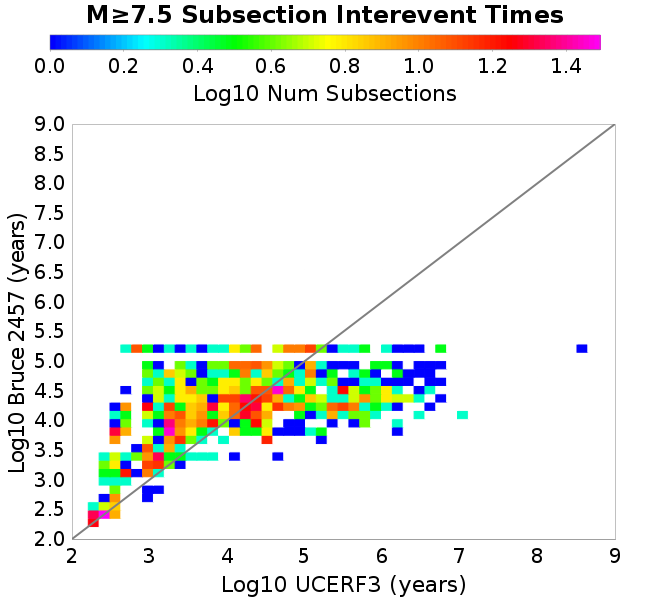 M≥7.5 Subsection Interevent Times
0.0 0.2 0.4 0.6 0.8 1.0 1.2 1.4
Log10 Num Subsections
9.0
8.5
8.0
7.5
7.0
6.5
6.0
5.5
5.0
4.5
4.0
3.5
3.0
2.5
2.0
Log10 Bruce 2457 (years)
2 3 4 5 6 7 8 9
Log10 UCERF3 (years)